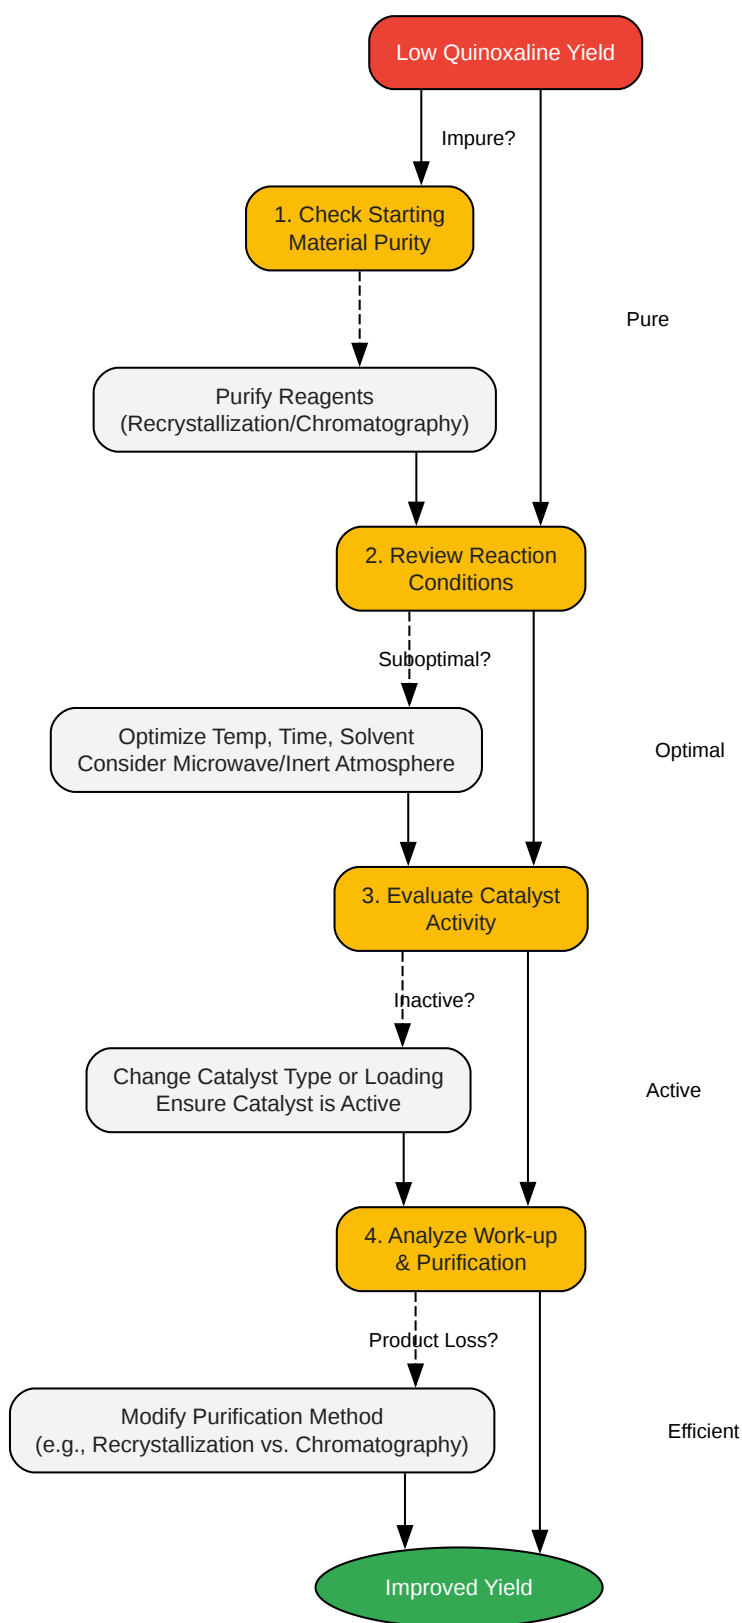 Low Quinoxaline Yield
Impure?
1. Check Starting
Material Purity
Pure
Purify Reagents
(Recrystallization/Chromatography)
2. Review Reaction
Conditions
Suboptimal?
Optimize Temp, Time, Solvent
Consider Microwave/Inert Atmosphere
Optimal
3. Evaluate Catalyst
Activity
Inactive?
Change Catalyst Type or Loading
Ensure Catalyst is Active
Active
4. Analyze Work-up
& Purification
Product Loss?
Modify Purification Method
(e.g., Recrystallization vs. Chromatography)
Efficient
Improved Yield